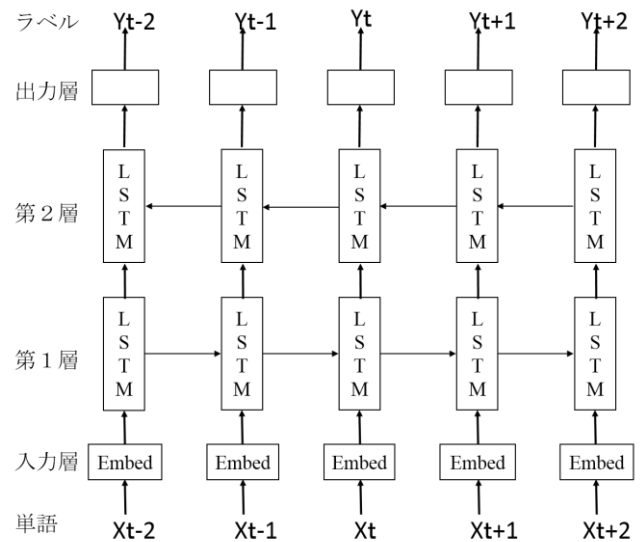 ラベル Yt-2 Yt-1 Yt Yt+1 Yt+2
出力層
第２層 LSTM LSTM LSTM LSTM LSTM
第１層 LSTM LSTM LSTM LSTM LSTM
入力層 Embed Embed Embed Embed Embed
単語 Xt-2 Xt-1 Xt Xt+1 Xt+2